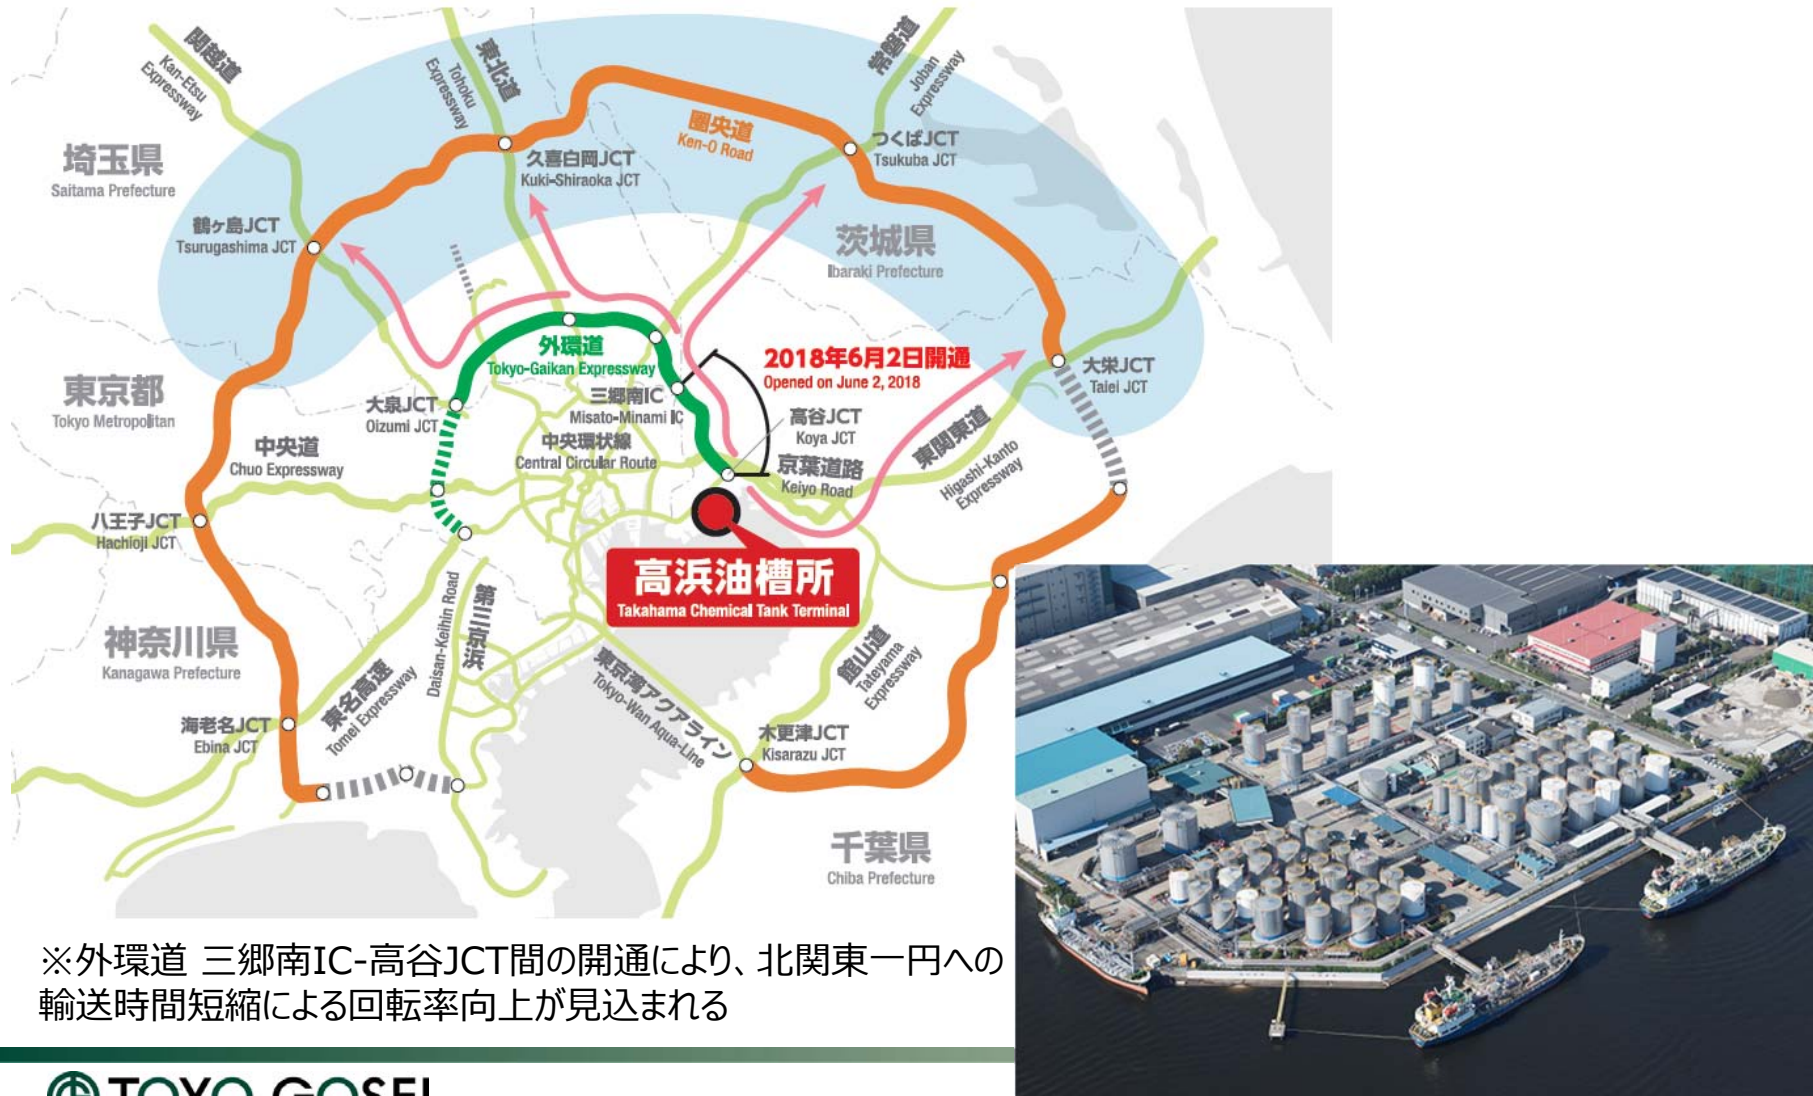 関越道
Kan-Etsu
Expressway
東北道
Tohoku
Expressway
常磐道
Joban
Expressway
圏央道
Ken-O Road
つくばJCT
Tsukuba JCT
埼玉県
Saitama Prefecture
久喜白岡JCT
Kuki-Shiraoka JCT
鶴ヶ島JCT
Tsurugashima JCT
茨城県
Ibaraki Prefecture
外環道
Tokyo-Gaikan Expressway
2018年6月2日開通
Opened on June 2, 2018
大栄JCT
Taiei JCT
東京都
Tokyo Metropolitan
大泉JCT
Oizumi JCT
三郷南IC
Misato-Minami IC
高谷JCT
Koya JCT
中央道
Chuo Expressway
中央環状線
Central Circular Route
京葉道路
Keiyo Road
東関東道
Higashi-Kanto
Expressway
八王子JCT
Hachioji JCT
高浜油槽所
Takahama Chemical Tank Terminal
神奈川県
Kanagawa Prefecture
第三京浜
Daisan-Keihin Road
東名高速
Tomei Expressway
東京湾アクアライン
Tokyo-Wan Aqua-Line
館山道
Tateyama
Expressway
海老名JCT
Ebina JCT
木更津JCT
Kisarazu JCT
千葉県
Chiba Prefecture
※外環道 三郷南IC-高谷JCT間の開通により、北関東一円への
輸送時間短縮による回転率向上が見込まれる
TOYO GOSEI